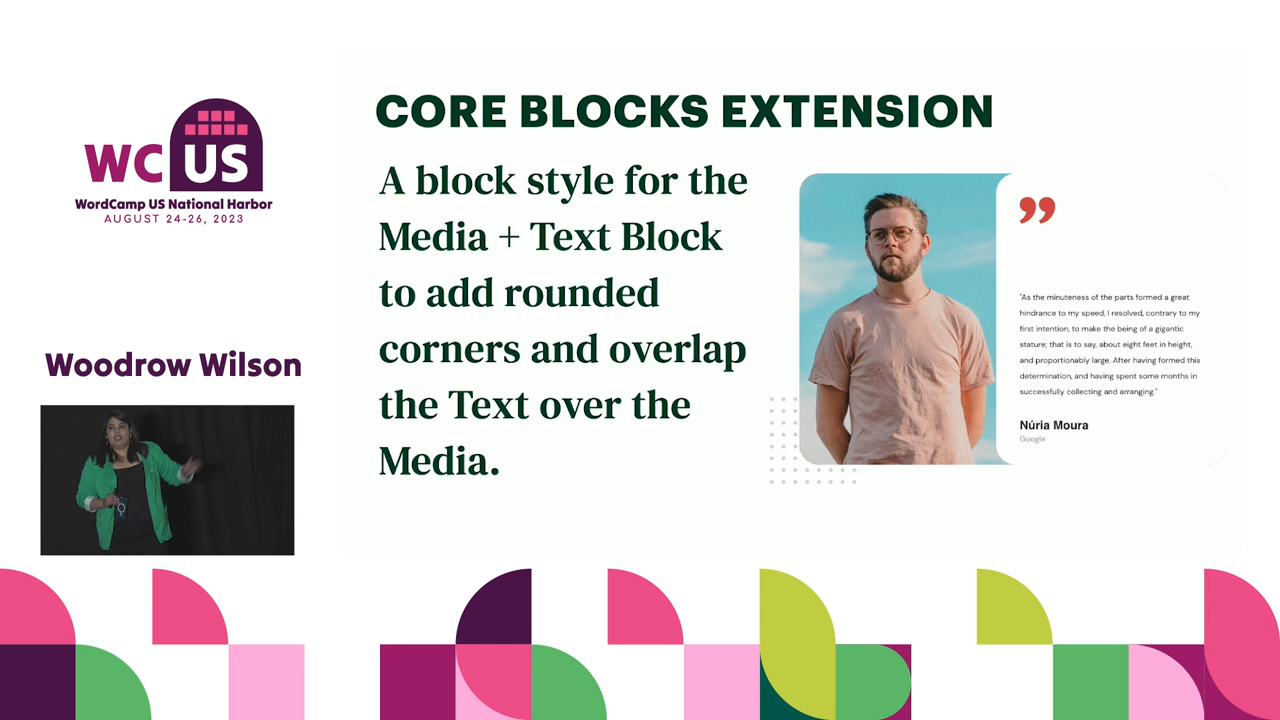 WC US
WordCamp US National Harbor
AUGUST 24-26, 2023
Woodrow Wilson
CORE BLOCKS EXTENSION
A block style for the
Media + Text Block
to add rounded
corners and overlap
the Text over the
Media.
"As the minuteness of the parts formed a great
hindrance to my speed, I resolved, contrary to my
first intention, to make the being of a gigantic
stature; that is to say, about eight feet in height,
and proportionably large. After having formed this
determination, and having spent some months in
successfully collecting and arranging."
Núria Moura
Google